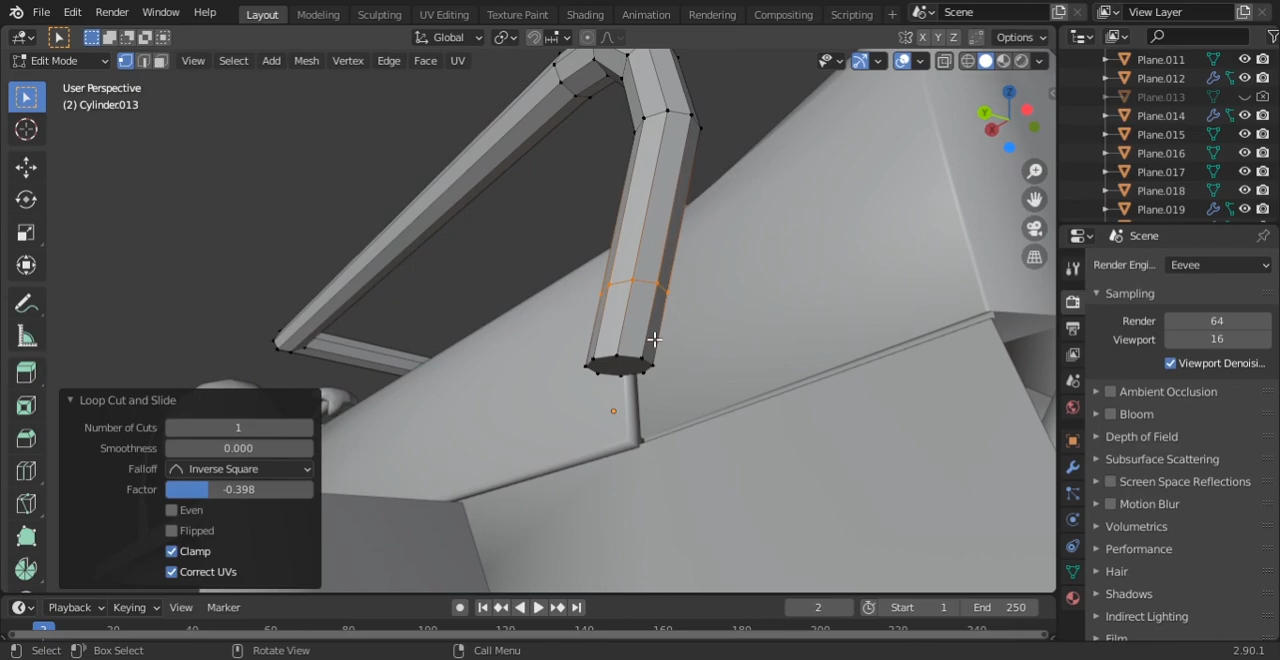 File Edit Render Window Help Layout Modeling Sculpting UV Editing Texture Paint Shading Animation Rendering Compositing Scripting + Scene View Layer
Global X Y Z Options
Edit Mode View Select Add Mesh Vertex Edge Face UV
User Perspective
(2) Cylinder.013
Z
Y
X
Plane.011
Plane.012
Plane.013
Plane.014
Plane.015
Plane.016
Plane.017
Plane.018
Plane.019
Scene
Render Engi... Eevee
Sampling
Render 64
Viewport 16
Viewport Denoisi...
Ambient Occlusion
Bloom
Depth of Field
Subsurface Scattering
Screen Space Reflections
Motion Blur
Volumetrics
Performance
Hair
Shadows
Indirect Lighting
Film
Loop Cut and Slide
Number of Cuts 1
Smoothness 0.000
Falloff Inverse Square
Factor -0.398
Even
Flipped
Clamp
Correct UVs
Playback Keying View Marker 2 Start 1 End 250
2 20 40 60 80 100 120 140 160 180 200 220 240
Select Box Select Rotate View Call Menu 2.90.1